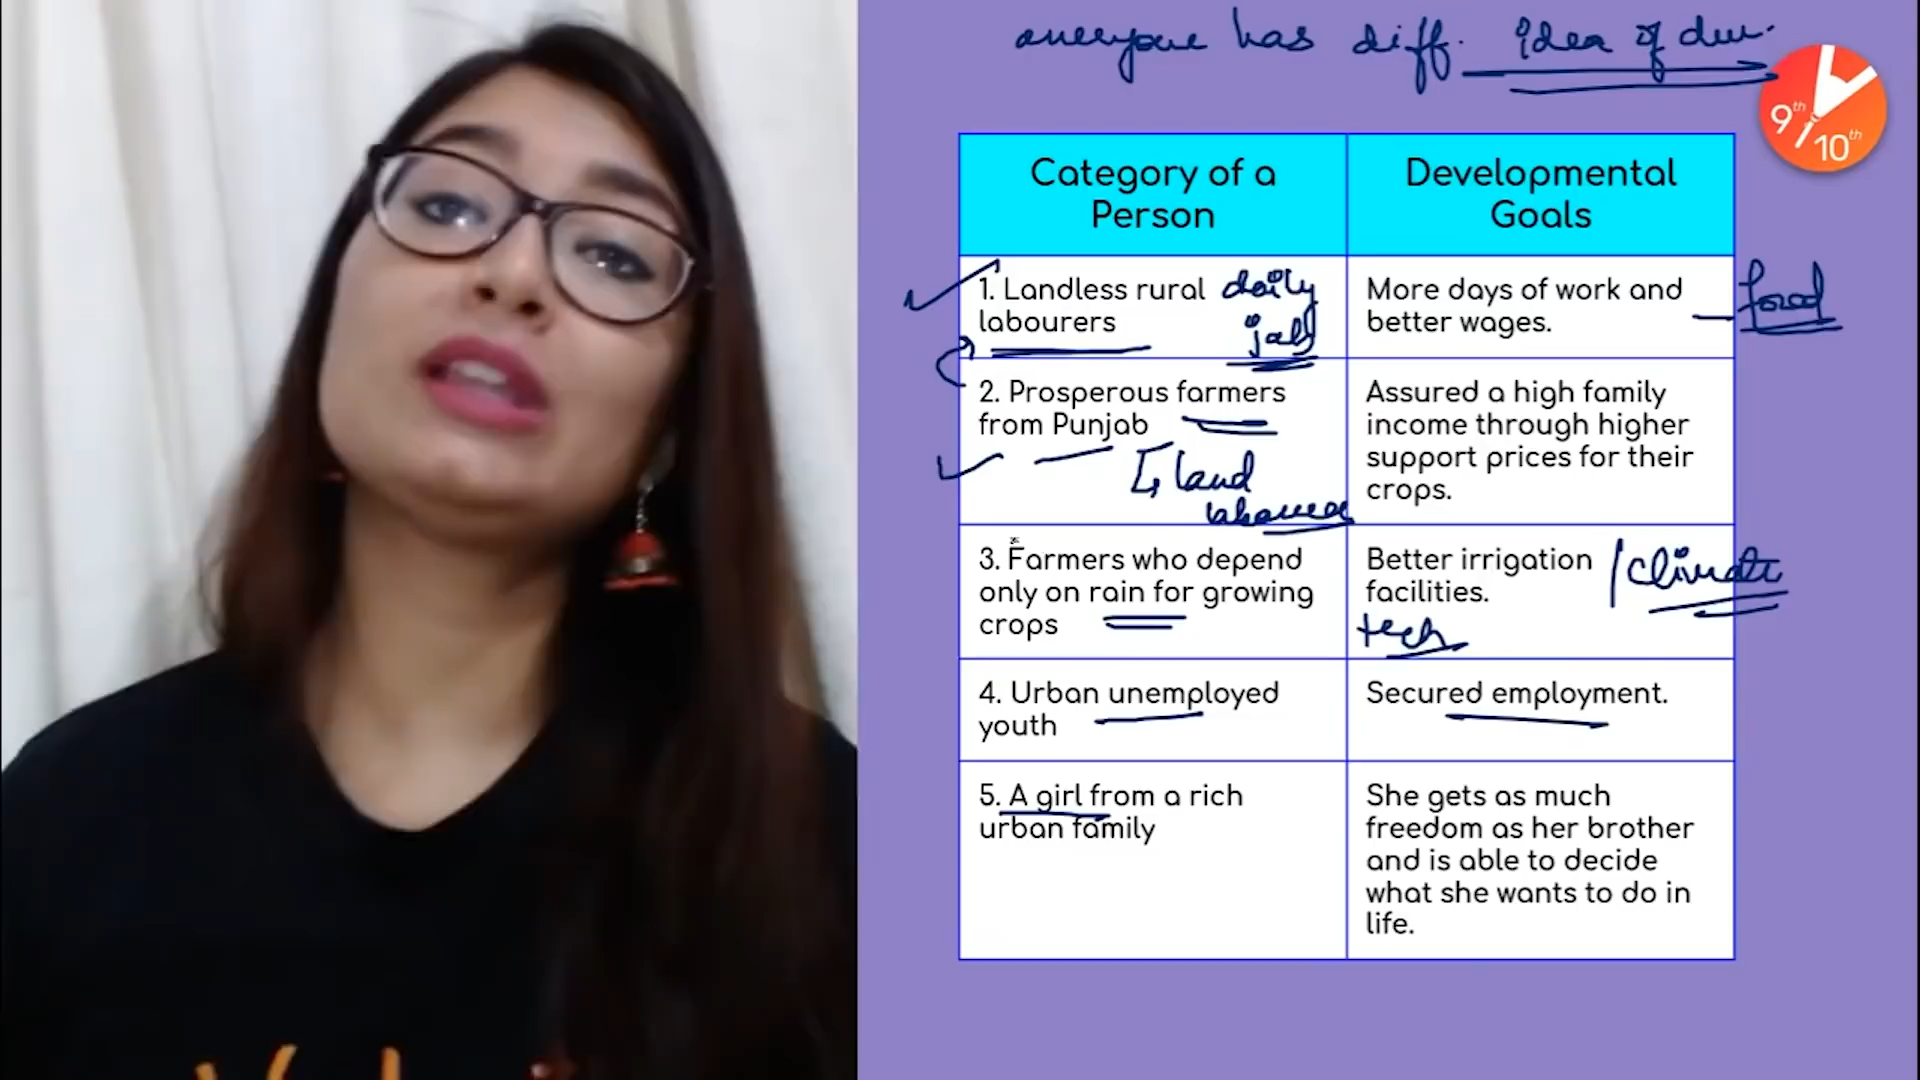 everyone has diff. idea of dev.
9th
10th
Category of a
Person
Developmental
Goals
1. Landless rural
labourers
daily
job
More days of work and
better wages.
food
2. Prosperous farmers
from Punjab
land
labourer
Assured a high family
income through higher
support prices for their
crops.
3. Farmers who depend
only on rain for growing
crops
Better irrigation
facilities.
/climate
tech
4. Urban unemployed
youth
Secured employment.
5. A girl from a rich
urban family
She gets as much
freedom as her brother
and is able to decide
what she wants to do in
life.